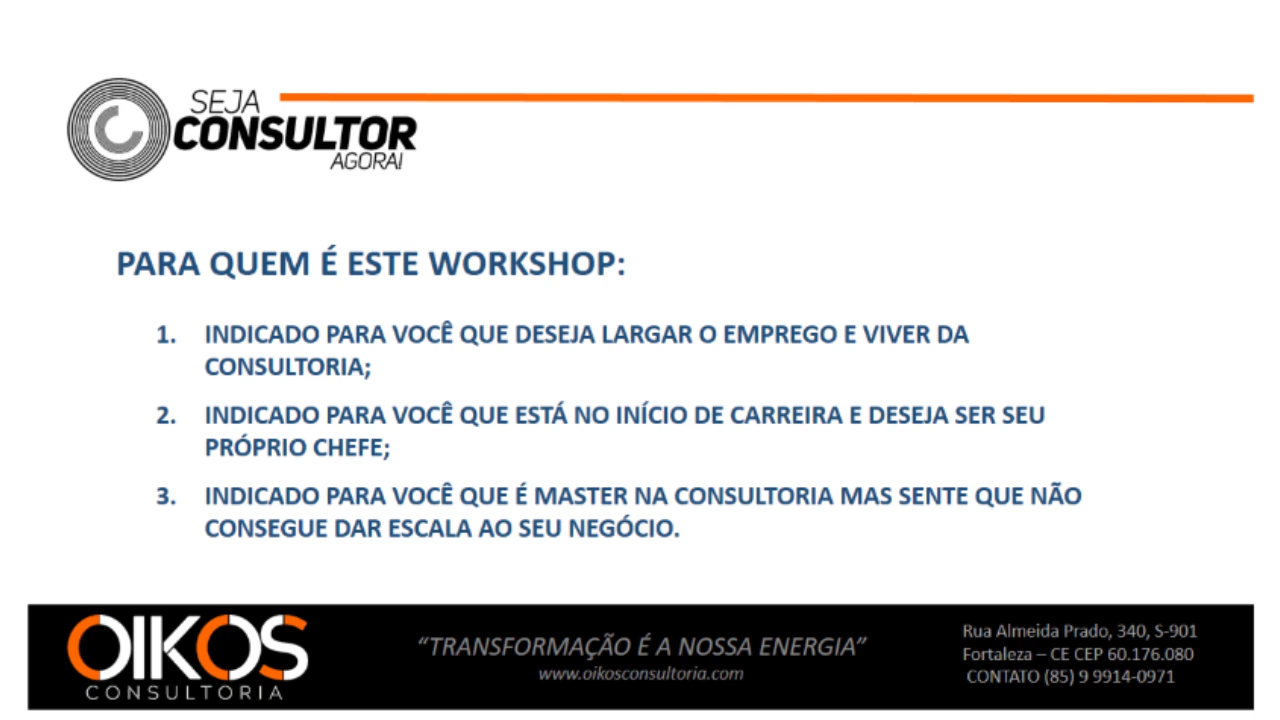 SEJA
CONSULTOR
AGORA!
PARA QUEM É ESTE WORKSHOP:
1. INDICADO PARA VOCÊ QUE DESEJA LARGAR O EMPREGO E VIVER DA
CONSULTORIA;
2. INDICADO PARA VOCÊ QUE ESTÁ NO INÍCIO DE CARREIRA E DESEJA SER SEU
PRÓPRIO CHEFE;
3. INDICADO PARA VOCÊ QUE É MASTER NA CONSULTORIA MAS SENTE QUE NÃO
CONSEGUE DAR ESCALA AO SEU NEGÓCIO.
OIKOS
CONSULTORIA
“TRANSFORMAÇÃO É A NOSSA ENERGIA”
www.oikosconsultoria.com
Rua Almeida Prado, 340, S-901
Fortaleza – CE CEP 60.176.080
CONTATO (85) 9 9914-0971